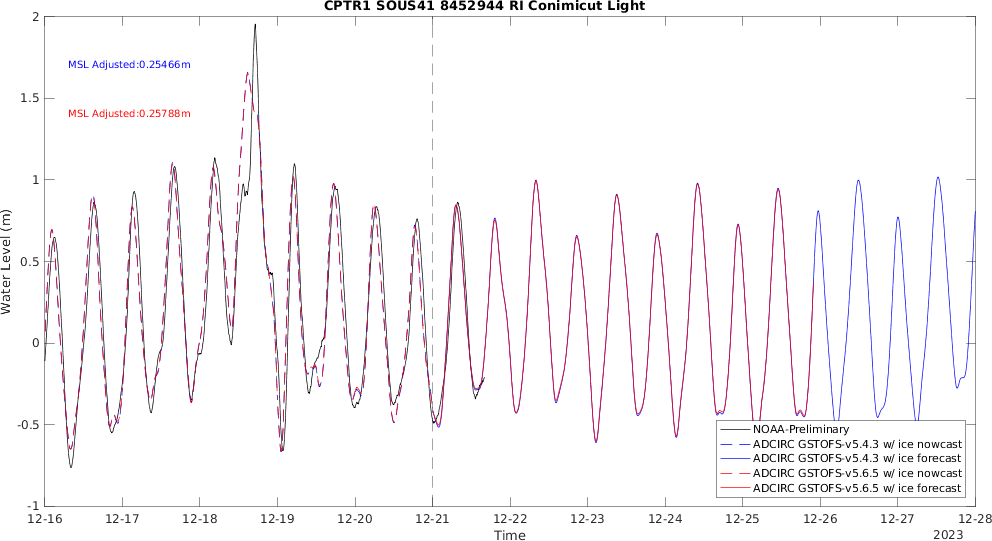 CPTR1 SOUS41 8452944 RI Conimicut Light
MSL Adjusted:0.25466m
MSL Adjusted:0.25788m
Water Level (m)
2
1.5
1
0.5
0
-0.5
-1
NOAA-Preliminary
ADCIRC GSTOFS-v5.4.3 w/ ice nowcast
ADCIRC GSTOFS-v5.4.3 w/ ice forecast
ADCIRC GSTOFS-v5.6.5 w/ ice nowcast
ADCIRC GSTOFS-v5.6.5 w/ ice forecast
12-16 12-17 12-18 12-19 12-20 12-21 12-22 12-23 12-24 12-25 12-26 12-27 12-28
Time
2023